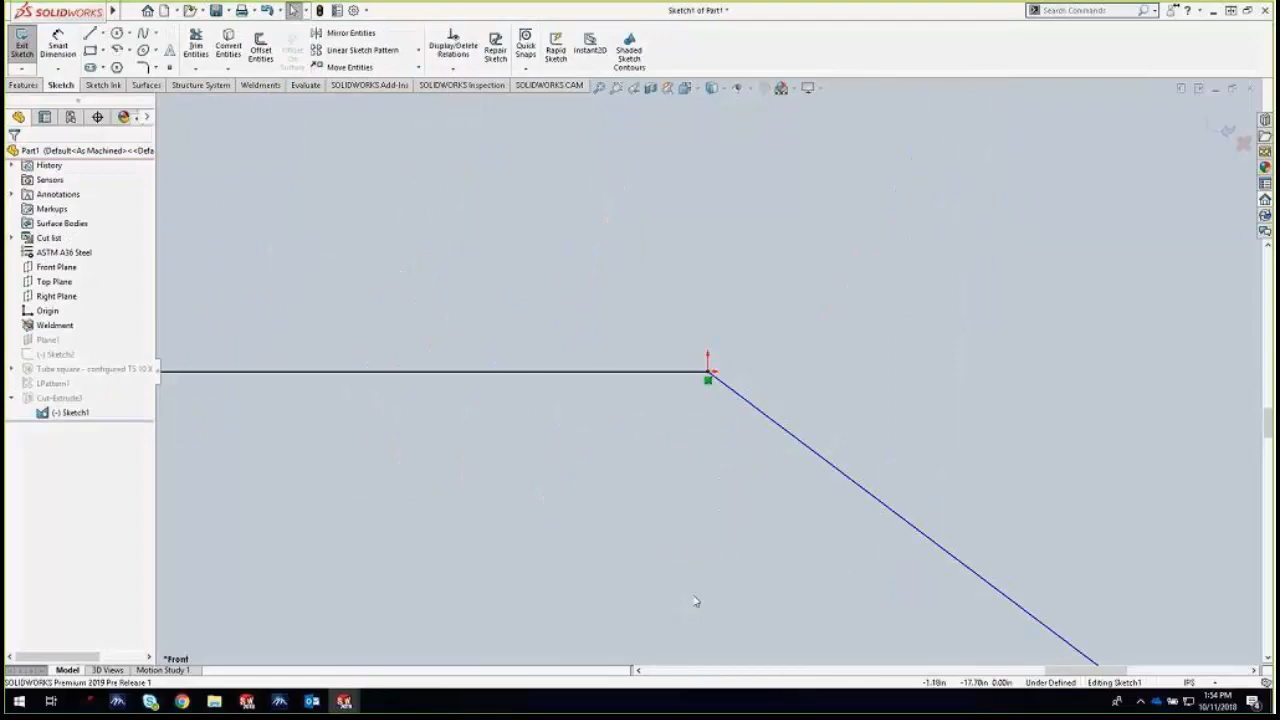 SOLIDWORKS
Sketch1 of Part1 *
Search Commands
Exit Sketch
Smart Dimension
Trim Entities
Convert Entities
Offset Entities
Offset On Surface
Mirror Entities
Linear Sketch Pattern
Move Entities
Display/Delete Relations
Repair Sketch
Quick Snaps
Rapid Sketch
Instant2D
Shaded Sketch Contours
Features
Sketch
Sketch Ink
Surfaces
Structure System
Weldments
Evaluate
SOLIDWORKS Add-Ins
SOLIDWORKS Inspection
SOLIDWORKS CAM
Part1 (Default<As Machined><<Defa
History
Sensors
Annotations
Markups
Surface Bodies
Cut list
ASTM A36 Steel
Front Plane
Top Plane
Right Plane
Origin
Weldment
Plane1
(-) Sketch2
Tube square - configured TS 10 X
LPattern1
Cut-Extrude3
(-) Sketch1
*Front
Model
3D Views
Motion Study 1
SOLIDWORKS Premium 2019 Pre Release 1
-1.18in
-17.70in
0.00in
Under Defined
Editing Sketch1
IPS
1:54 PM
10/11/2018